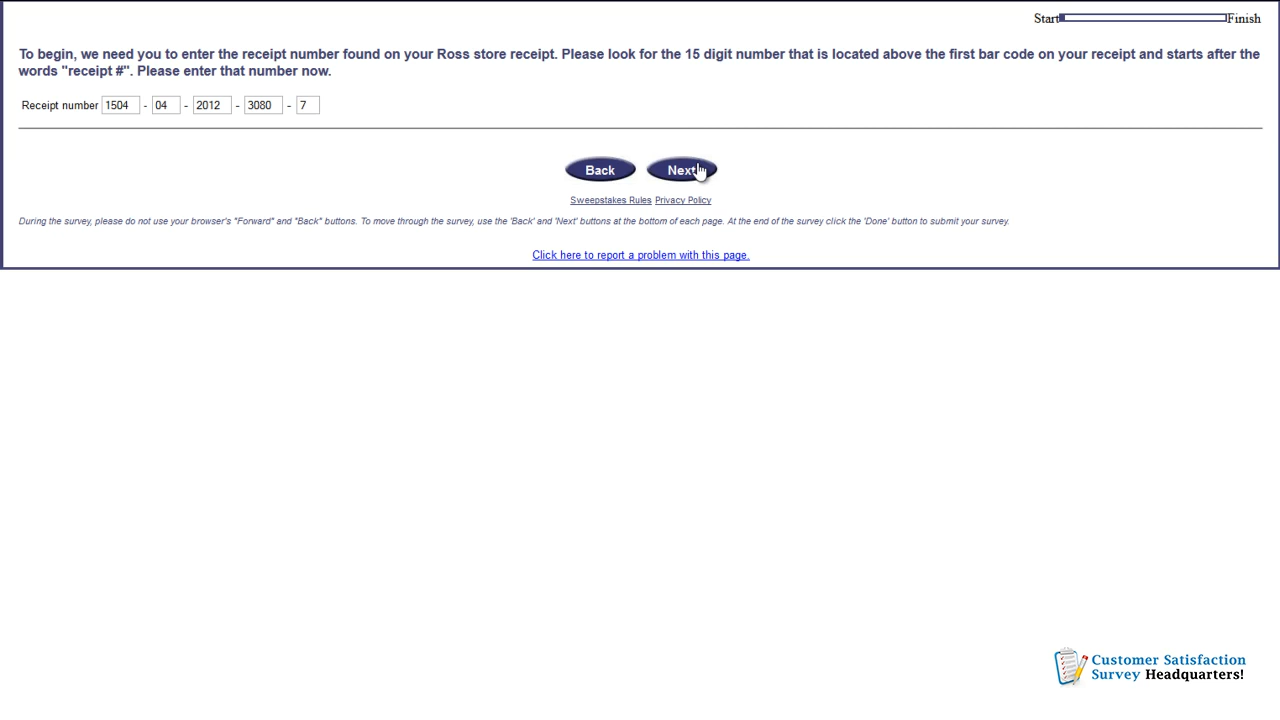 Start Finish
To begin, we need you to enter the receipt number found on your Ross store receipt. Please look for the 15 digit number that is located above the first bar code on your receipt and starts after the
words "receipt #". Please enter that number now.
Receipt number 1504 - 04 - 2012 - 3080 - 7
Back Next
Sweepstakes Rules Privacy Policy
During the survey, please do not use your browser's "Forward" and "Back" buttons. To move through the survey, use the 'Back' and 'Next' buttons at the bottom of each page. At the end of the survey click the 'Done' button to submit your survey.
Click here to report a problem with this page.
Customer Satisfaction
Survey Headquarters!